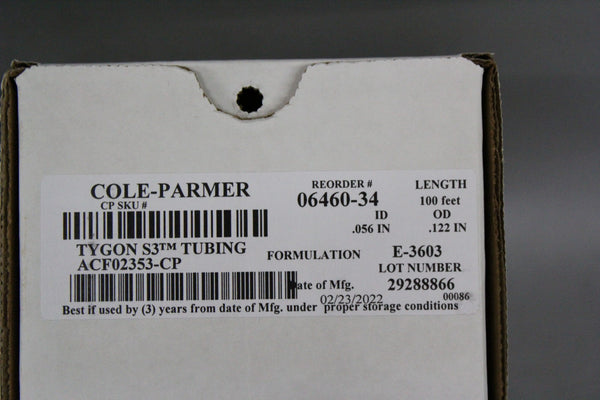 COLE-PARMER
CP SKU #
REORDER #
06460-34
LENGTH
100 feet
ID
.056 IN
OD
.122 IN
TYGON S3™ TUBING
ACF02353-CP
FORMULATION E-3603
LOT NUMBER
29288866
Date of Mfg.
02/23/2022
00086
Best if used by (3) years from date of Mfg. under proper storage conditions